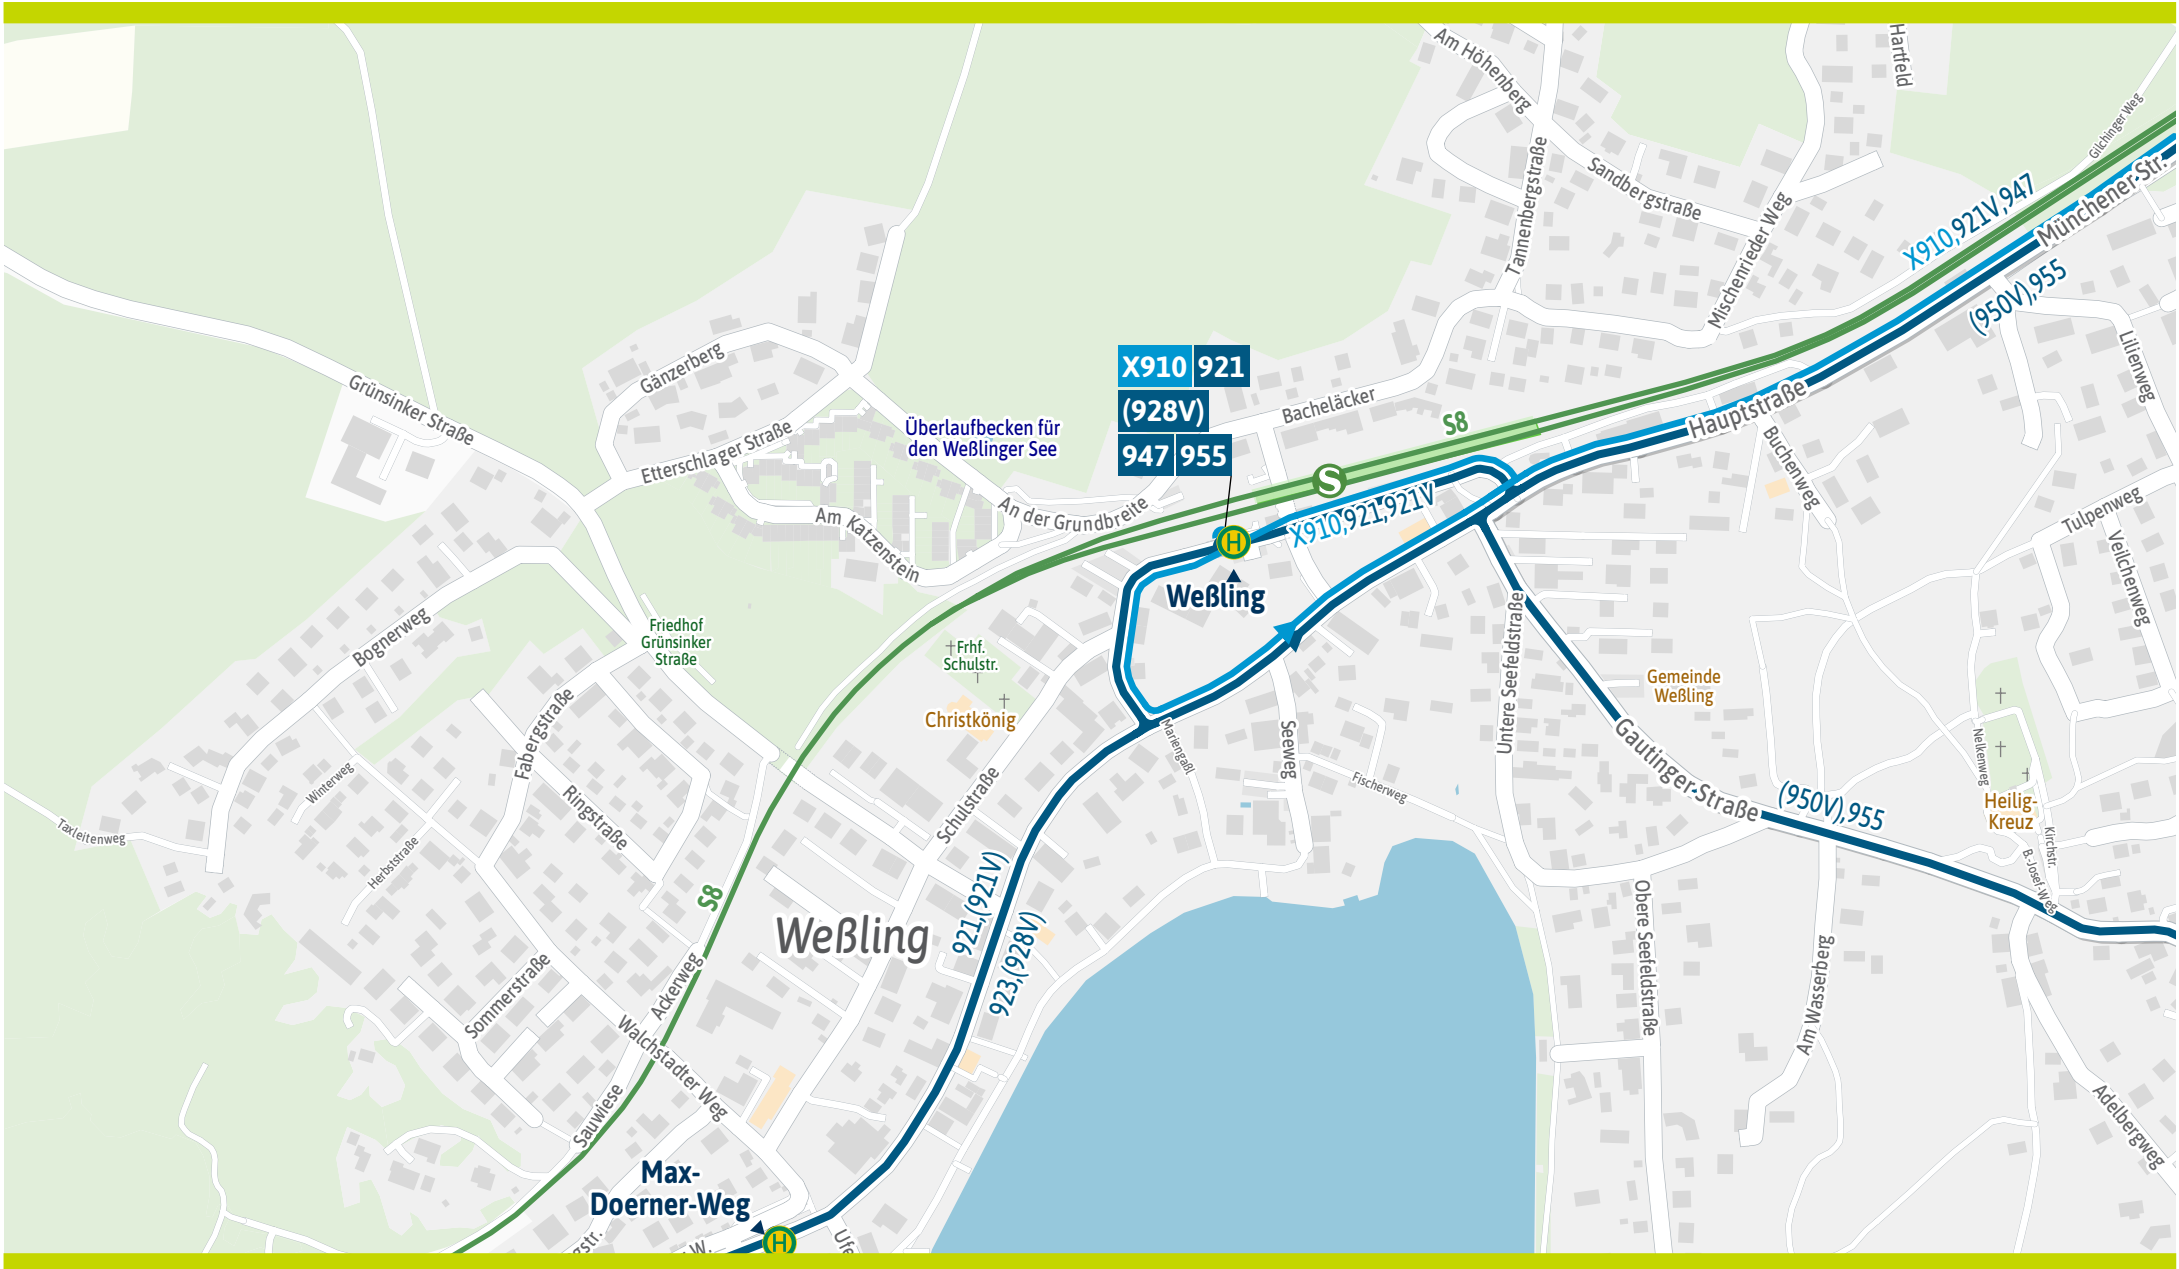 Am Höhenberg
Hartfeld
Gilchinger Weg
Tannenbergstraße
Sandbergstraße
Mischenrieder Weg
X910,921V,947
Münchener-Str.
(950V),955
Lilienweg
Gänzerberg
Grünsinker Straße
Etterschlager Straße
Überlaufbecken für
den Weßlinger See
X910 921
(928V)
947 955
Bacheläcker
S8
Hauptstraße
Buchenweg
S
Am Katzenstein
An der Grundbreite
X910,921,921V
H
Weßling
Tulpenweg
Veilchenweg
Bognerweg
Friedhof
Grünsinker
Straße
Frhf.
Schulstr.
Christkönig
Untere Seefeldstraße
Gemeinde
Weßling
Fabergstraße
Mariengaßl
Seeweg
Fischerweg
Gautinger-Straße
(950V),955
Nelkenweg
Heilig-
Kreuz
Kirchstr.
B.-Josef-Weg
Winterweg
Ringstraße
Schulstraße
Taxleitenweg
Herbststraße
S8
921,(921V)
923,(928V)
Weßling
Obere Seefeldstraße
Am Wasserberg
Sommerstraße
Ackerweg
Walchstadter Weg
Sauwiese
Adelbergweg
Max-
Doerner-Weg
H
gstr.
W.
Ufe